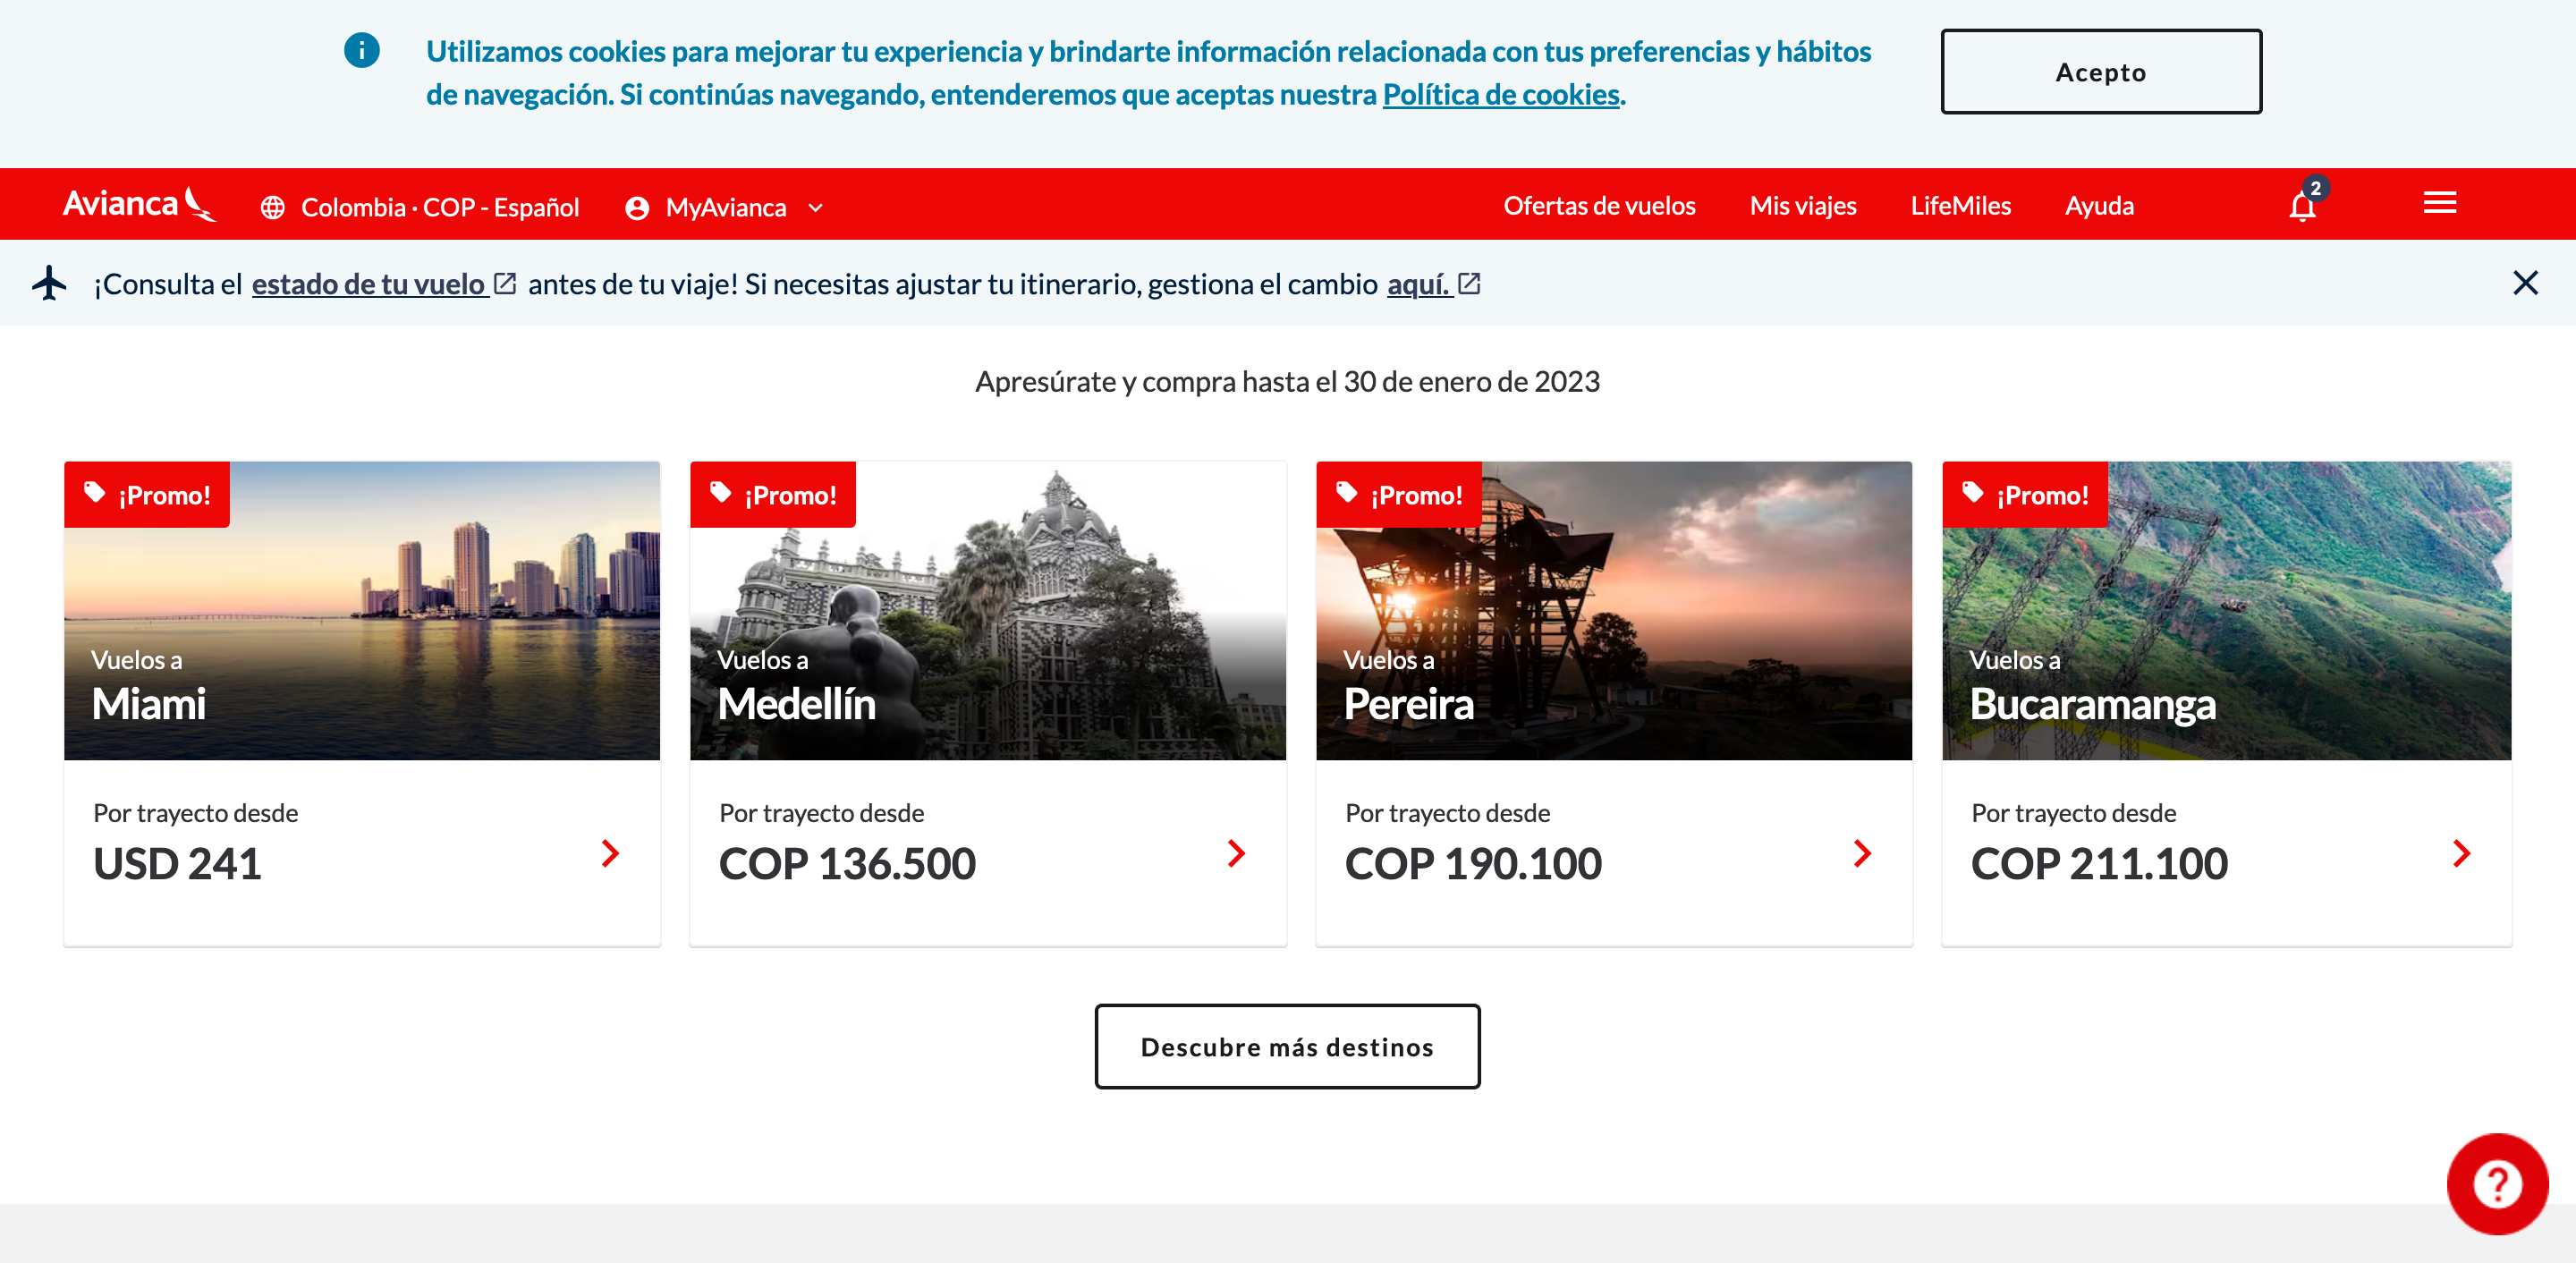 Utilizamos cookies para mejorar tu experiencia y brindarte información relacionada con tus preferencias y hábitos
de navegación. Si continúas navegando, entenderemos que aceptas nuestra Política de cookies.
Acepto
Avianca Colombia · COP - Español MyAvianca Ofertas de vuelos Mis viajes LifeMiles Ayuda 2
¡Consulta el estado de tu vuelo antes de tu viaje! Si necesitas ajustar tu itinerario, gestiona el cambio aquí.
Apresúrate y compra hasta el 30 de enero de 2023
¡Promo!
Vuelos a
Miami
Por trayecto desde
USD 241
¡Promo!
Vuelos a
Medellín
Por trayecto desde
COP 136.500
¡Promo!
Vuelos a
Pereira
Por trayecto desde
COP 190.100
¡Promo!
Vuelos a
Bucaramanga
Por trayecto desde
COP 211.100
Descubre más destinos
?